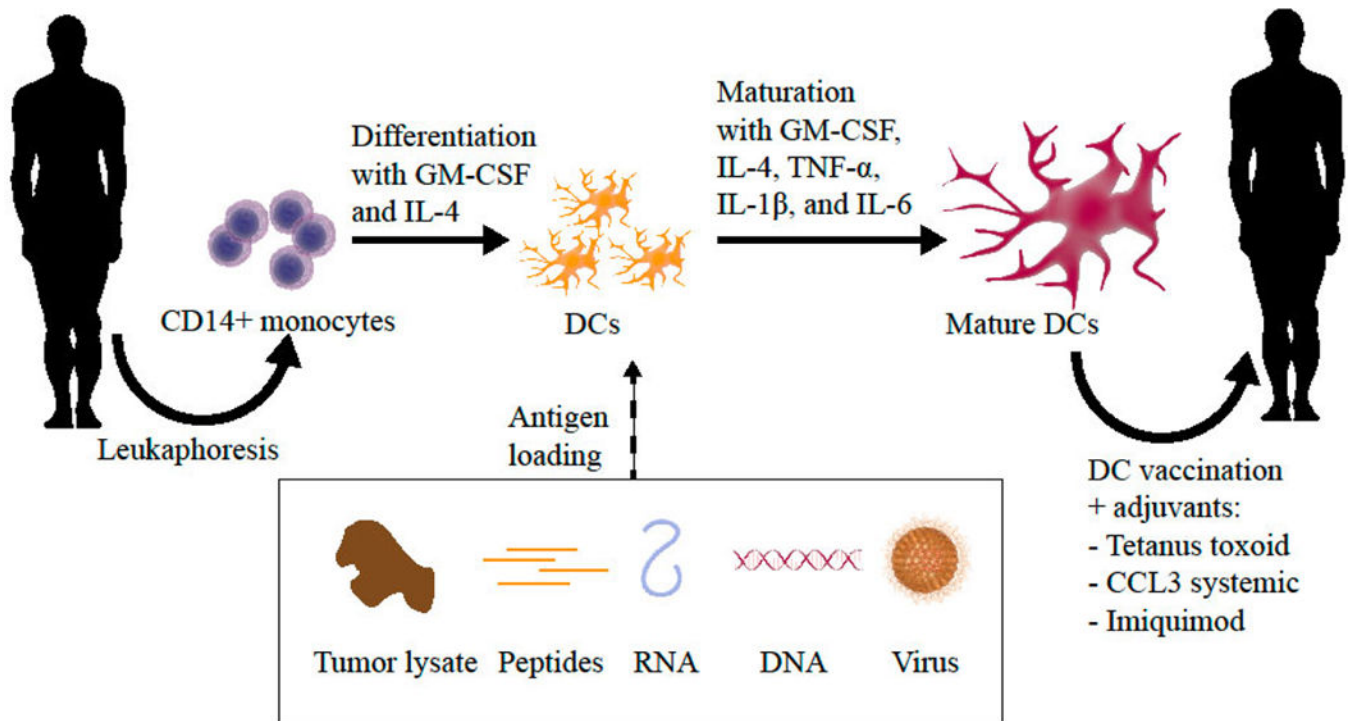 Leukaphoresis
CD14+ monocytes
Differentiation
with GM-CSF
and IL-4
DCs
Maturation
with GM-CSF,
IL-4, TNF-α,
IL-1β, and IL-6
Mature DCs
Antigen
loading
Tumor lysate
Peptides
RNA
DNA
Virus
DC vaccination
+ adjuvants:
- Tetanus toxoid
- CCL3 systemic
- Imiquimod